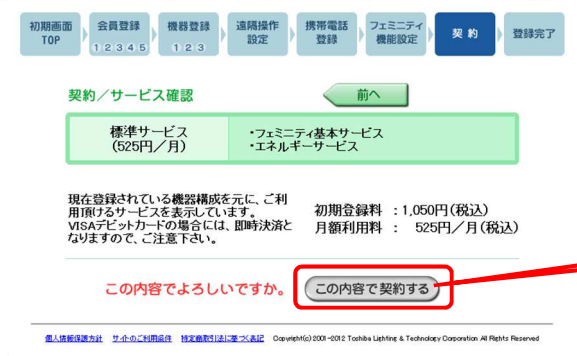 初期画面
TOP
会員登録
1 2 3 4 5
機器登録
1 2 3
遠隔操作
設定
携帯電話
登録
フェミニティ
機能設定
契 約
登録完了
契約/サービス確認
前へ
標準サービス
(525円/月)
・フェミニティ基本サービス
・エネルギーサービス
現在登録されている機器構成を元に、ご利
用頂けるサービスを表示しています。
VISAデビットカードの場合には、即時決済と
なりますので、ご注意下さい。
初期登録料 :1,050円(税込)
月額利用料 : 525円/月(税込)
この内容でよろしいですか。
この内容で契約する
個人情報保護方針 サイトのご利用条件 特定商取引法に基づく表記 Copyright(c)2001-2012 Toshiba Lighting & Technology Corporation All Rights Reserved